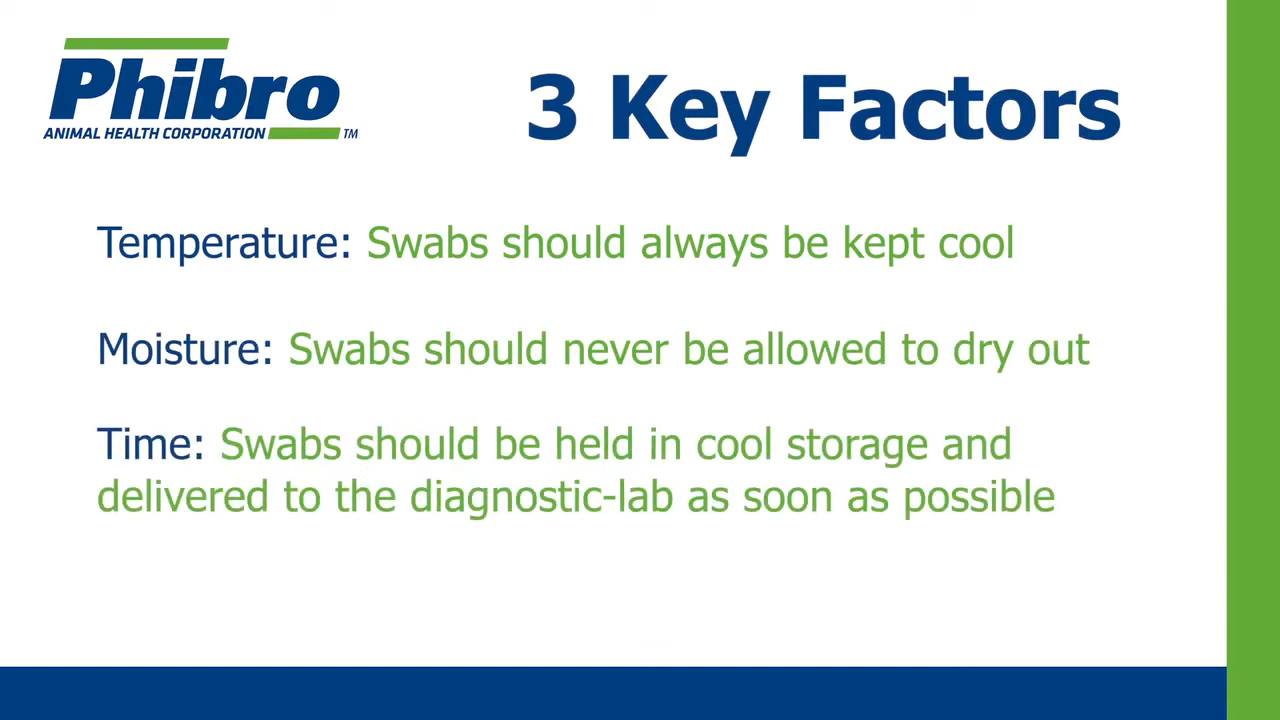 Phibro
ANIMAL HEALTH CORPORATION TM
3 Key Factors
Temperature: Swabs should always be kept cool
Moisture: Swabs should never be allowed to dry out
Time: Swabs should be held in cool storage and
delivered to the diagnostic-lab as soon as possible